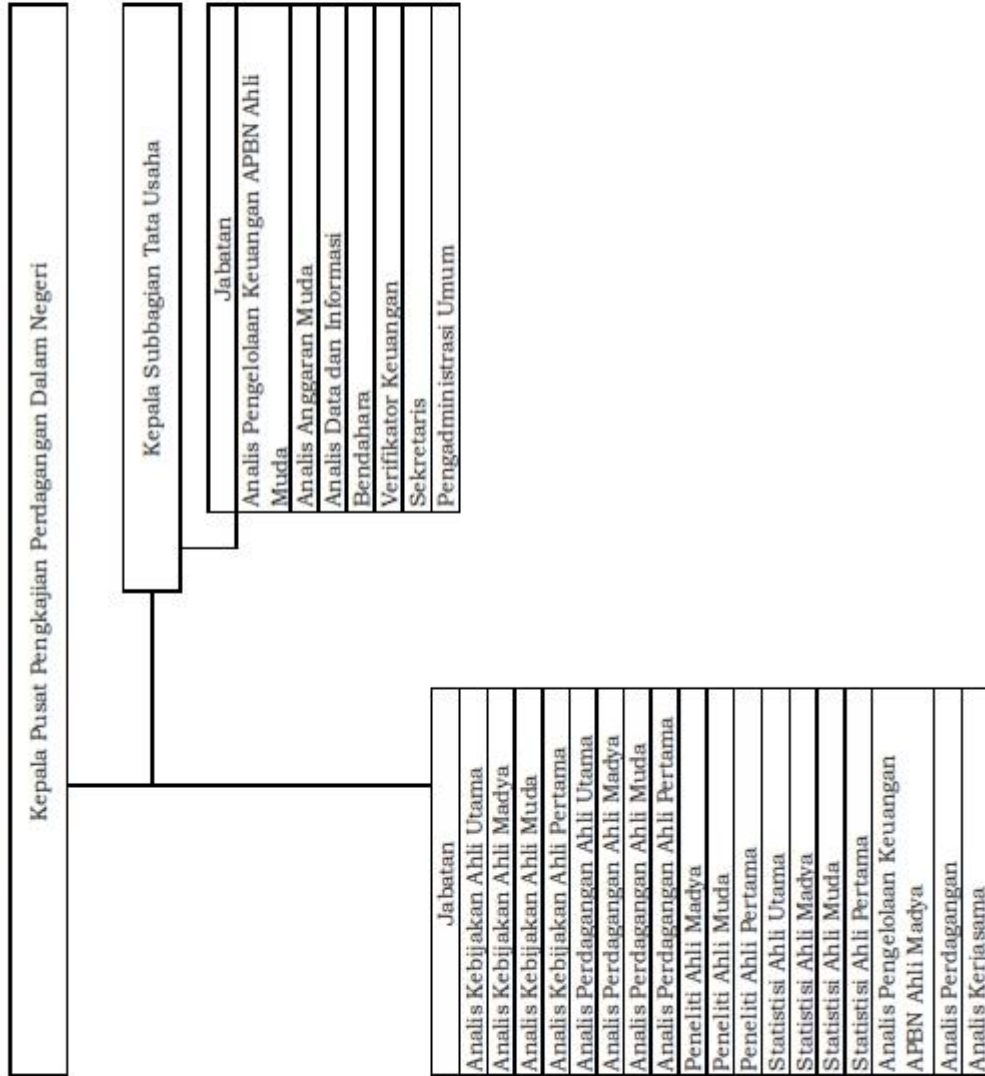 Kepala Pusat Pengkajian Perdagangan Dalam Negeri
Kepala Subbagian Tata Usaha
Jabatan
Analis Pengelolaan Keuangan APBN Ahli
Muda
Analis Anggaran Muda
Analis Data dan Informasi
Bendahara
Verifikator Keuangan
Sekretaris
Pengadministrasi Umum
Jabatan
Analis Kebijakan Ahli Utama
Analis Kebijakan Ahli Madya
Analis Kebijakan Ahli Muda
Analis Kebijakan Ahli Pertama
Analis Perdagangan Ahli Utama
Analis Perdagangan Ahli Madya
Analis Perdagangan Ahli Muda
Analis Perdagangan Ahli Pertama
Peneliti Ahli Madya
Peneliti Ahli Muda
Peneliti Ahli Pertama
Statistisi Ahli Utama
Statistisi Ahli Madya
Statistisi Ahli Muda
Statistisi Ahli Pertama
Analis Pengelolaan Keuangan
APBN Ahli Madya
Analis Perdagangan
Analis Kerjasama